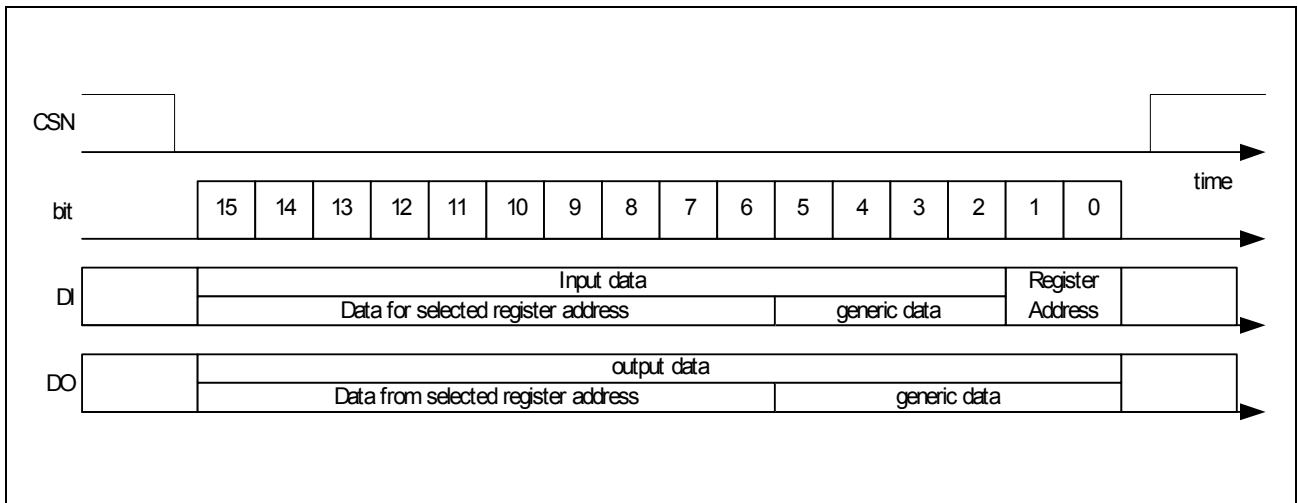 CSN
time
bit 15 14 13 12 11 10 9 8 7 6 5 4 3 2 1 0
DI
Input data
Register
Address
Data for selected register address
generic data
DO
output data
Data from selected register address
generic data